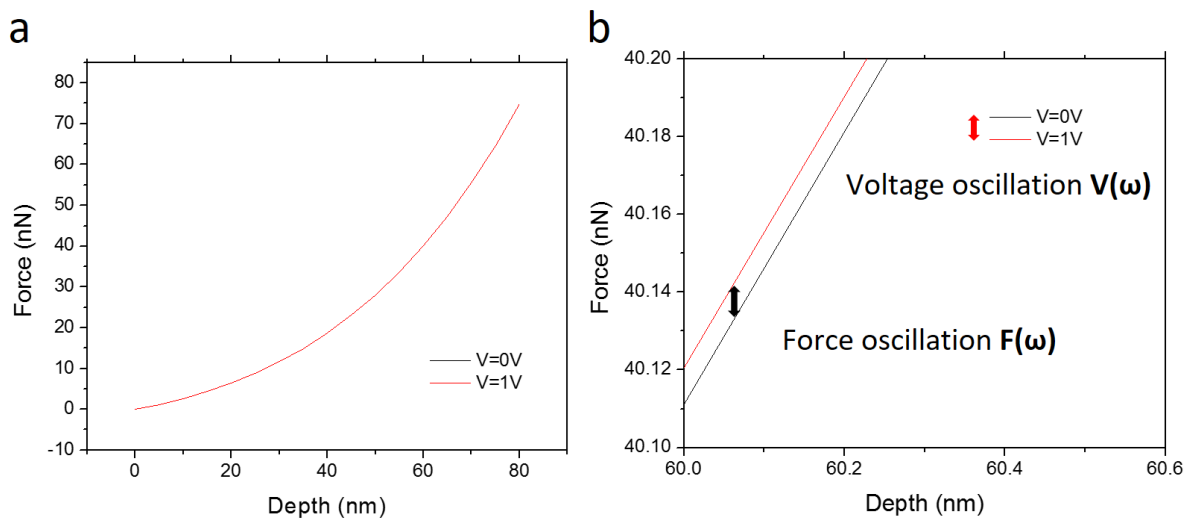 a
80
70
60
50
40
30
20
10
0
-10
Force (nN)
0
20
40
60
80
Depth (nm)
V=0V
V=1V
b
40.20
40.18
40.16
40.14
40.12
40.10
Force (nN)
60.0
60.2
60.4
60.6
Depth (nm)
V=0V
V=1V
Voltage oscillation V(ω)
Force oscillation F(ω)